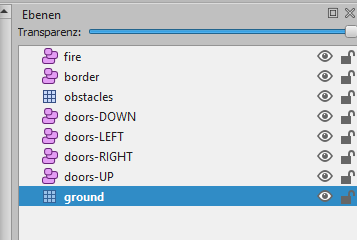 Ebenen
Transparenz:
fire
border
obstacles
doors-DOWN
doors-LEFT
doors-RIGHT
doors-UP
ground